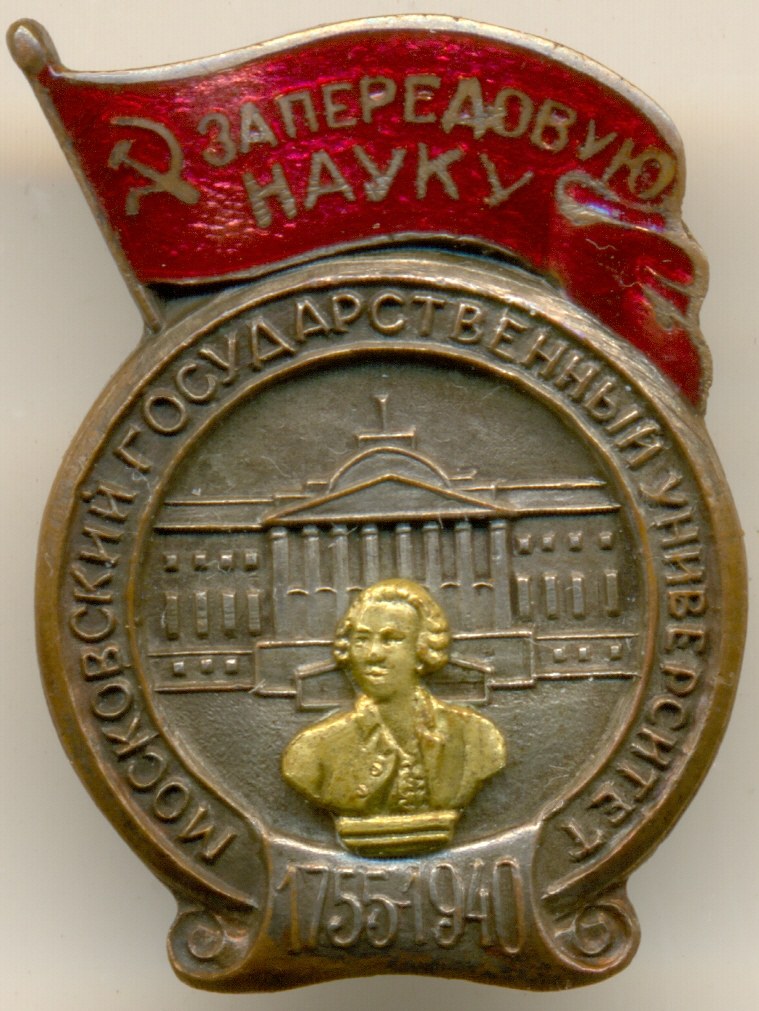 ЗА ПЕРЕДОВУЮ
НАУКУ
МОСКОВСКИЙ ГОСУДАРСТВЕННЫЙ УНИВЕРСИТЕТ
1755-1940